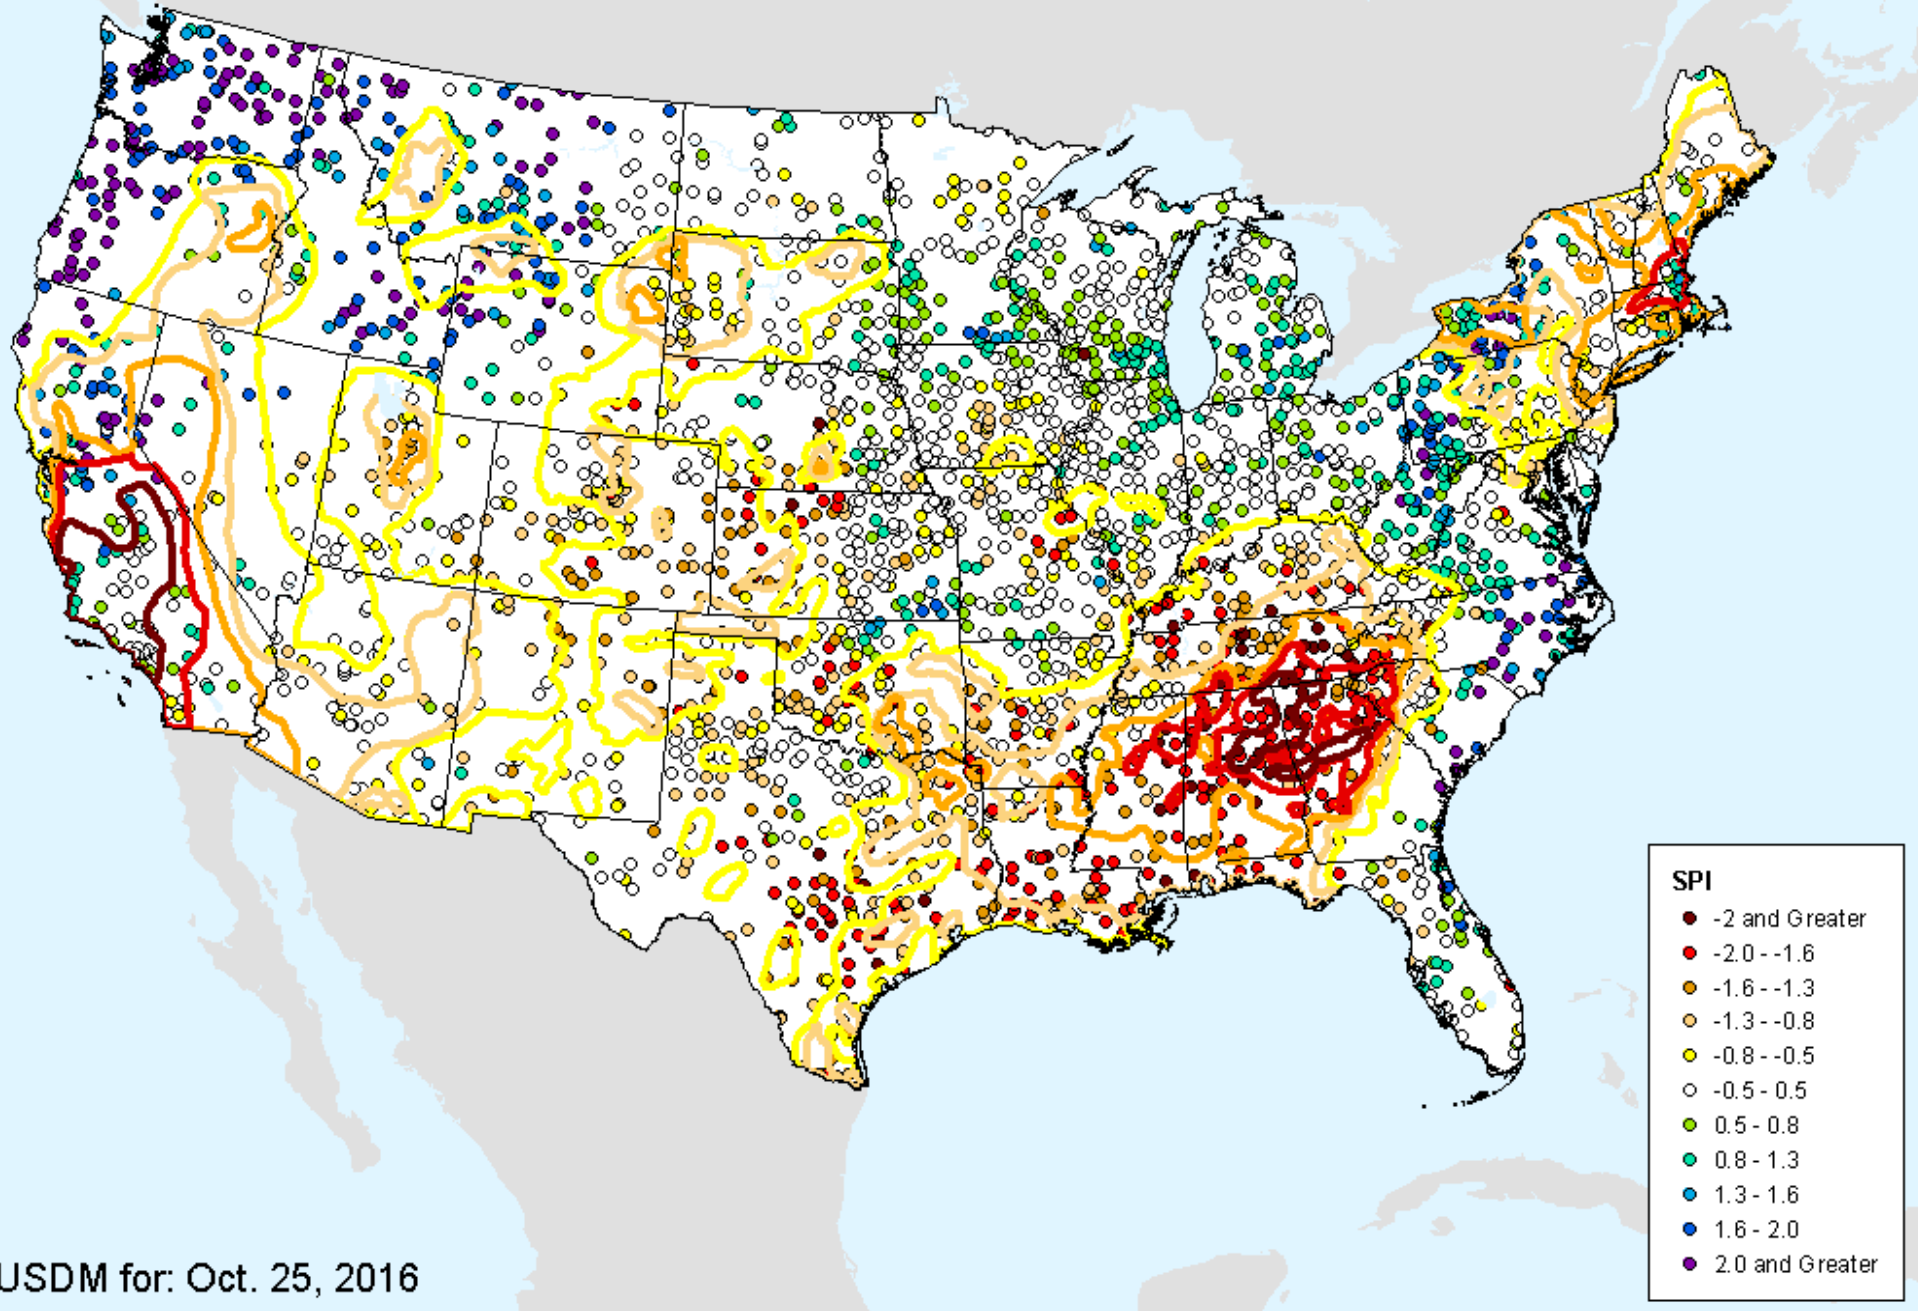 SPI
-2 and Greater
-2.0 - -1.6
-1.6 - -1.3
-1.3 - -0.8
-0.8 - -0.5
-0.5 - 0.5
0.5 - 0.8
0.8 - 1.3
1.3 - 1.6
1.6 - 2.0
2.0 and Greater
USDM for: Oct. 25, 2016